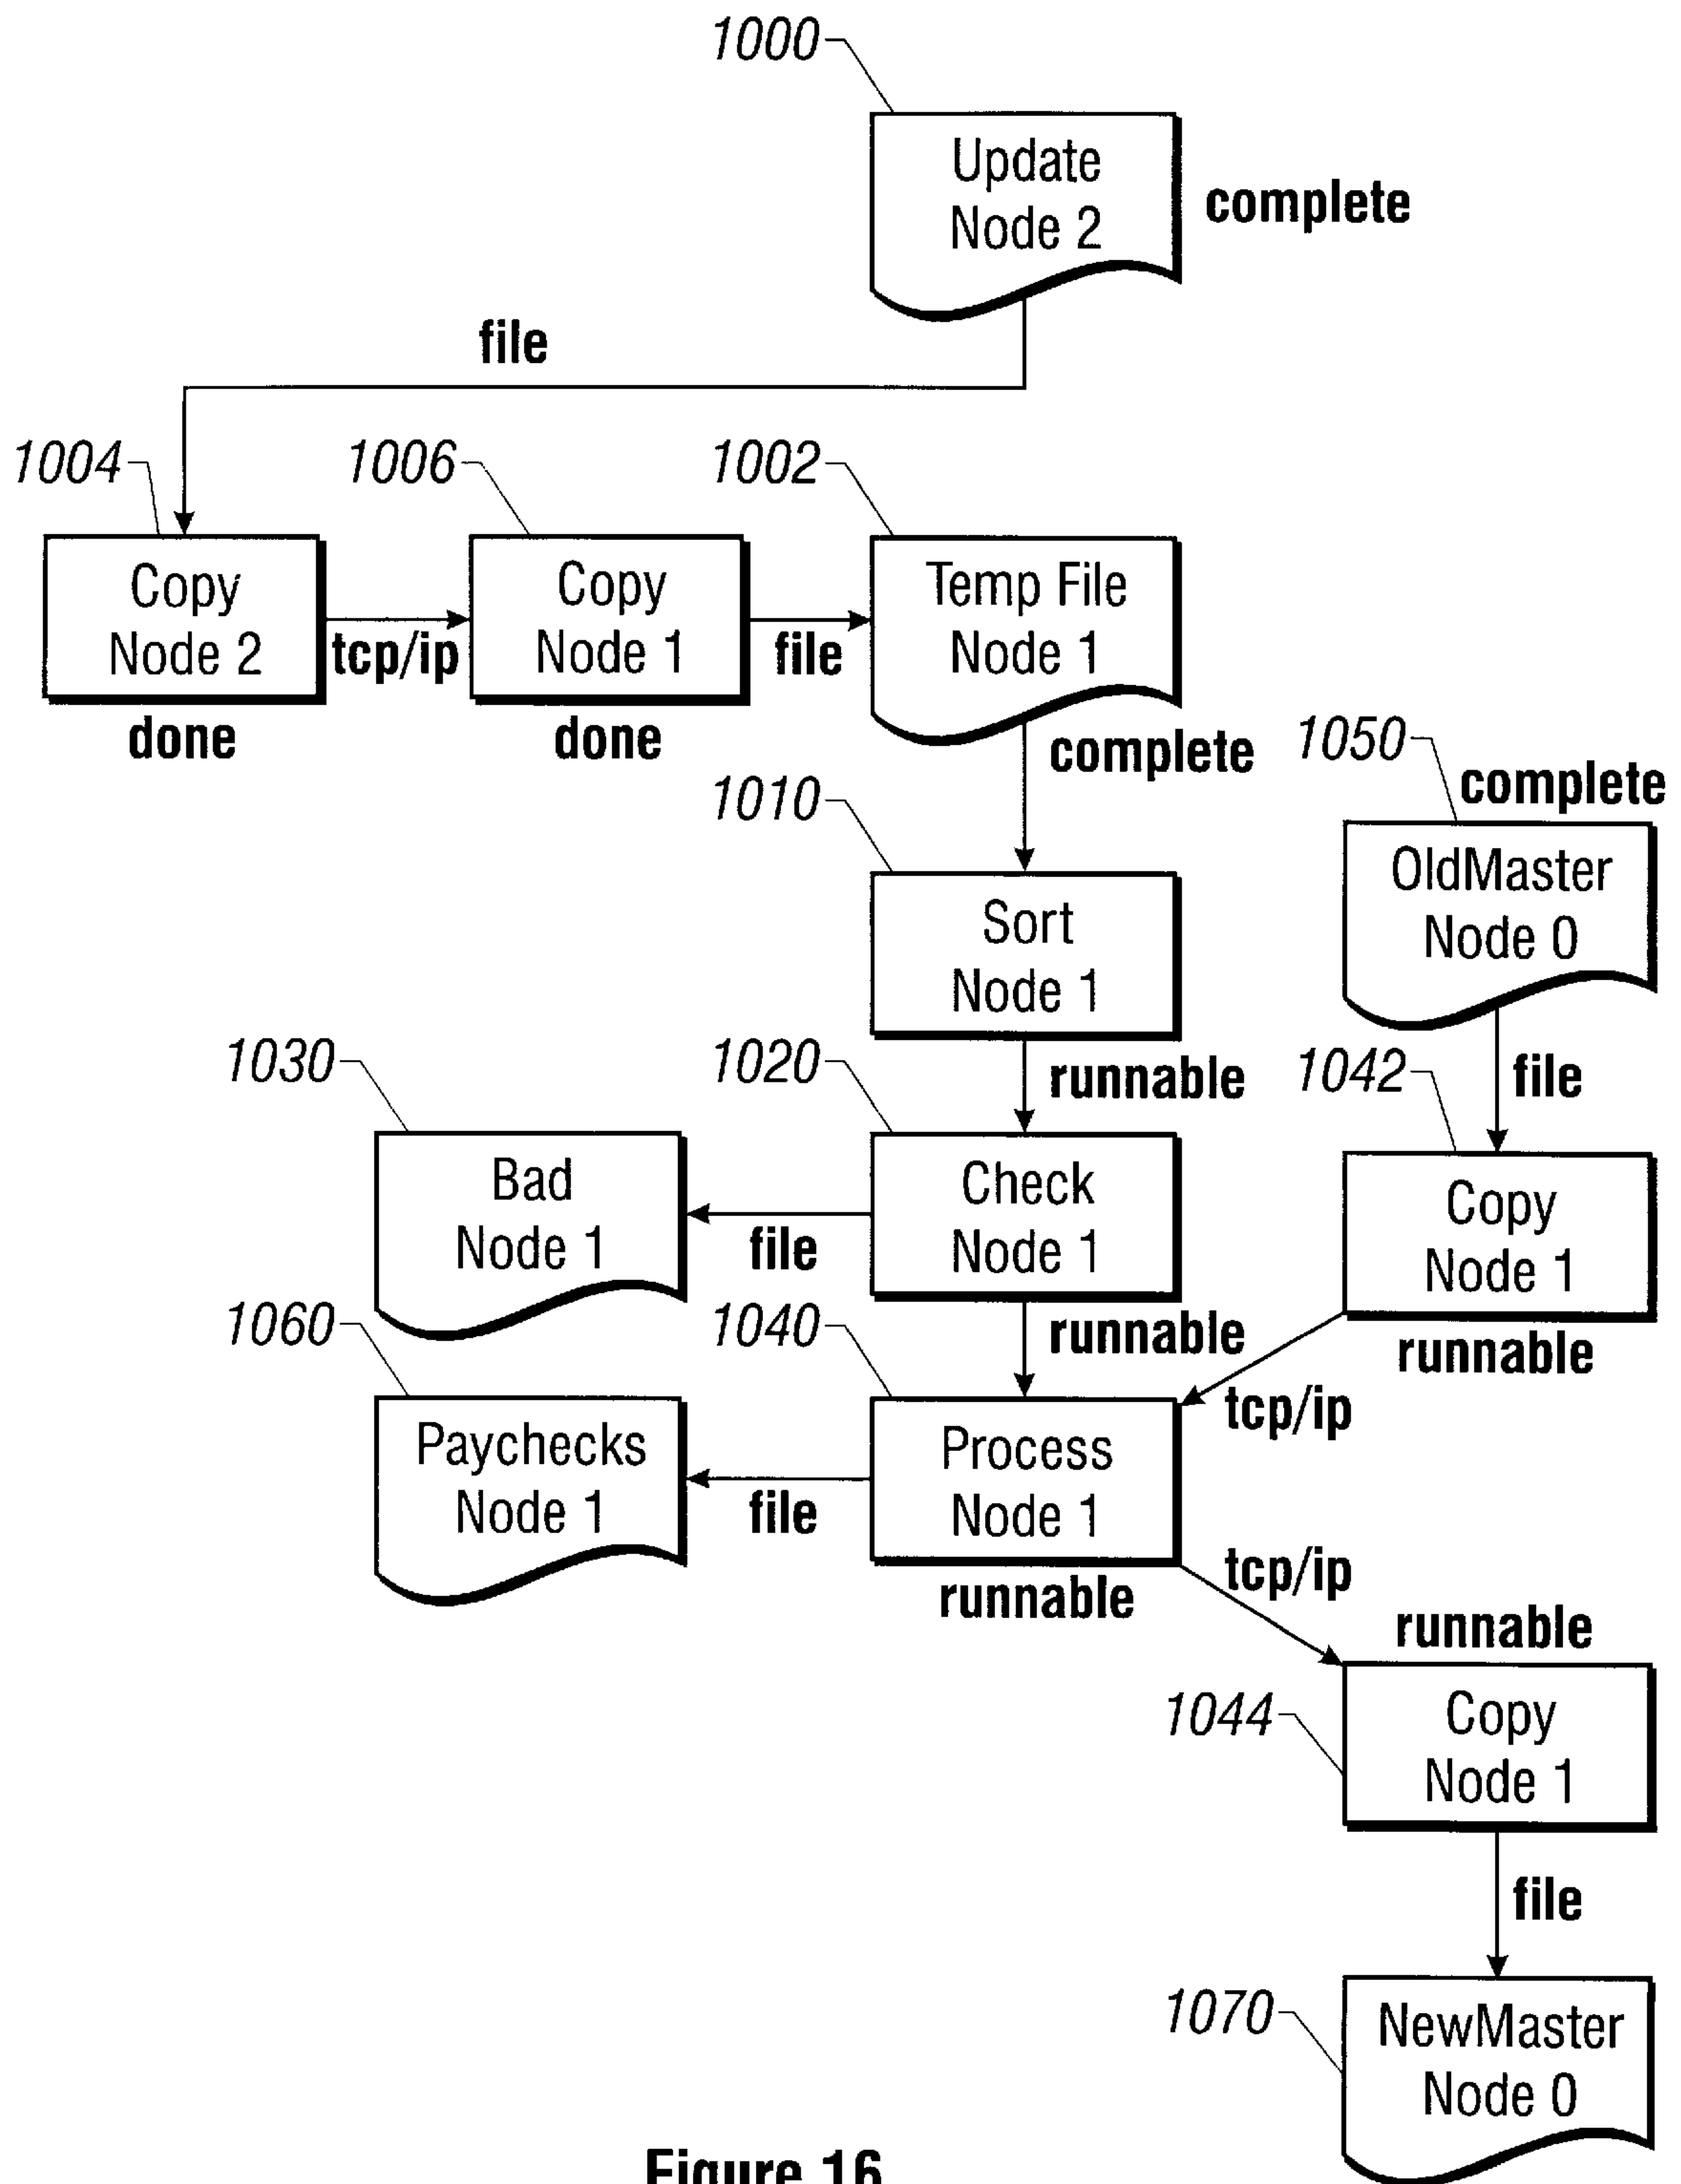 1000
Update
Node 2
complete
file
1004
1006
1002
Copy
Node 2
tcp/ip
Copy
Node 1
file
Temp File
Node 1
done
done
complete
1050
complete
1010
OldMaster
Node 0
Sort
Node 1
1030
1020
runnable
1042
file
Bad
Node 1
file
Check
Node 1
Copy
Node 1
1060
1040
runnable
runnable
tcp/ip
Paychecks
Node 1
file
Process
Node 1
runnable
tcp/ip
runnable
1044
Copy
Node 1
file
1070
NewMaster
Node 0
Figure 16